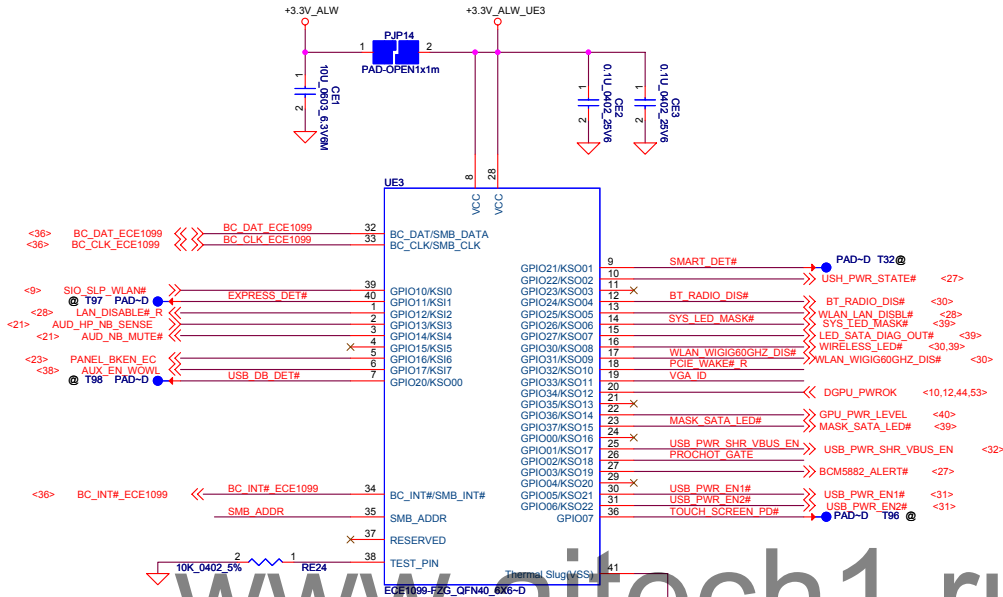 +3.3V_ALW
+3.3V_ALW_UE3
PJP14
1 2
PAD-OPEN1x1m
1
2
10U_0603_6.3V6M
CE1
1
2
0.1U_0402_25V6
CE2
1
2
0.1U_0402_25V6
CE3
8
28
UE3
VCC
VCC
<36> BC_DAT_ECE1099 BC_DAT_ECE1099 32 BC_DAT/SMB_DATA
<36> BC_CLK_ECE1099 BC_CLK_ECE1099 33 BC_CLK/SMB_CLK
<9> SIO_SLP_WLAN# 39 GPIO10/KSI0
@ T97 PAD~D EXPRESS_DET# 40 GPIO11/KSI1
<28> LAN_DISABLE#_R 1 GPIO12/KSI2
<21> AUD_HP_NB_SENSE 2 GPIO13/KSI3
<21> AUD_NB_MUTE# 3 GPIO14/KSI4
4 GPIO15/KSI5
<23> PANEL_BKEN_EC 5 GPIO16/KSI6
<38> AUX_EN_WOWL 6 GPIO17/KSI7
@ T98 PAD~D USB_DB_DET# 7 GPIO20/KSO00
<36> BC_INT#_ECE1099 BC_INT#_ECE1099 34 BC_INT#/SMB_INT#
SMB_ADDR 35 SMB_ADDR
37 RESERVED
38 TEST_PIN
2 1
10K_0402_5% RE24
GPIO21/KSO01 9 SMART_DET# PAD~D T32@
GPIO22/KSO02 10 USH_PWR_STATE# <27>
GPIO23/KSO03 11
GPIO24/KSO04 12 BT_RADIO_DIS# BT_RADIO_DIS# <30>
GPIO25/KSO05 13 WLAN_LAN_DISBL# <28>
GPIO26/KSO06 14 SYS_LED_MASK# SYS_LED_MASK# <39>
GPIO27/KSO07 15 LED_SATA_DIAG_OUT# <39>
GPIO30/KSO08 16 WIRELESS_LED# <30,39>
GPIO31/KSO09 17 WLAN_WIGIG60GHZ_DIS# WLAN_WIGIG60GHZ_DIS# <30>
GPIO32/KSO10 18 PCIE_WAKE#_R
GPIO33/KSO11 19 VGA_ID
GPIO34/KSO12 20 DGPU_PWROK <10,12,44,53>
GPIO35/KSO13 21
GPIO36/KSO14 22 GPU_PWR_LEVEL <40>
GPIO37/KSO15 23 MASK_SATA_LED# MASK_SATA_LED# <39>
GPIO00/KSO16 24
GPIO01/KSO17 25 USB_PWR_SHR_VBUS_EN USB_PWR_SHR_VBUS_EN <32>
GPIO02/KSO18 26 PROCHOT_GATE
GPIO03/KSO19 27 BCM5882_ALERT# <27>
GPIO04/KSO20 29
GPIO05/KSO21 30 USB_PWR_EN1# USB_PWR_EN1# <31>
GPIO06/KSO22 31 USB_PWR_EN2# USB_PWR_EN2# <31>
GPIO07 36 TOUCH_SCREEN_PD# PAD~D T96 @
Thermal Slug(VSS) 41
ECE1099-FZG_QFN40_6X6~D
www.aitech1.ru